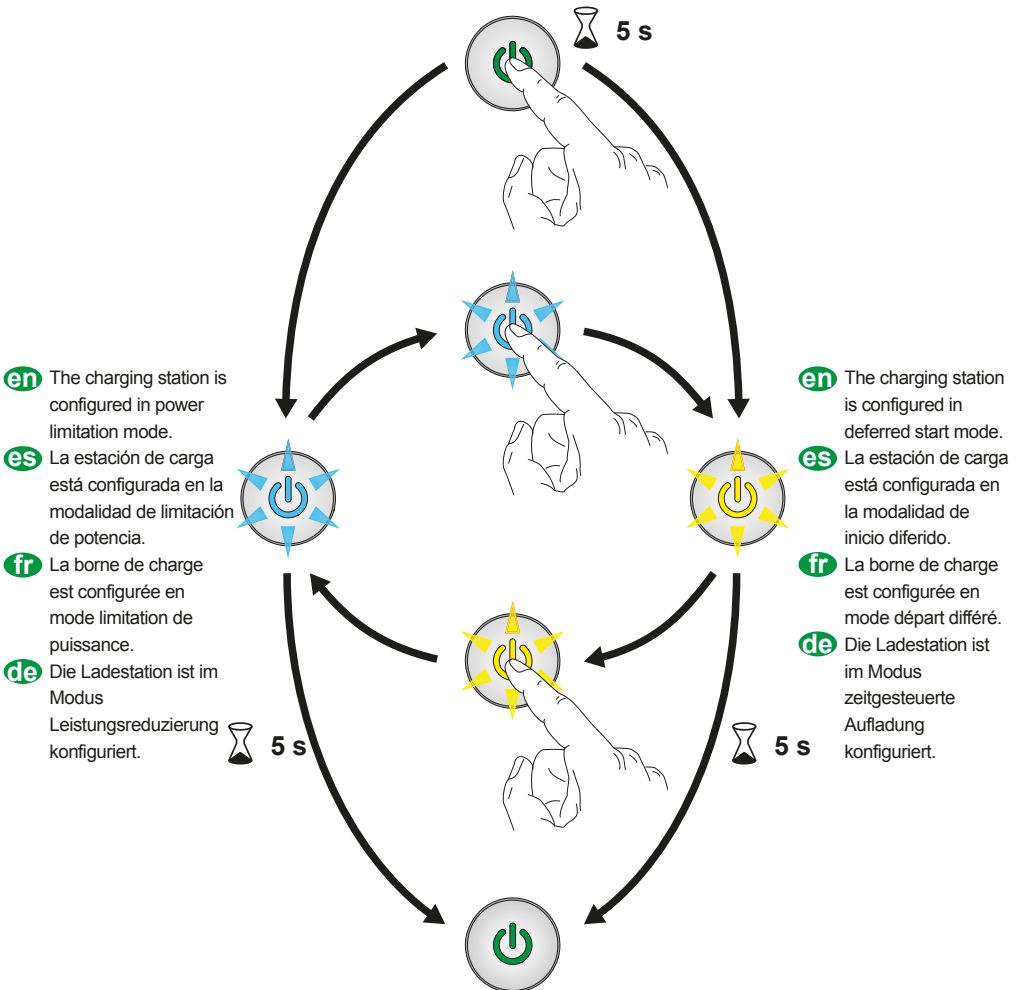 5 s
en The charging station is
configured in power
limitation mode.
es La estación de carga
está configurada en la
modalidad de limitación
de potencia.
fr La borne de charge
est configurée en
mode limitation de
puissance.
de Die Ladestation ist im
Modus
Leistungsreduzierung
konfiguriert.
5 s
en The charging station
is configured in
deferred start mode.
es La estación de carga
está configurada en
la modalidad de
inicio diferido.
fr La borne de charge
est configurée en
mode départ différé.
de Die Ladestation ist
im Modus
zeitgesteuerte
Aufladung
konfiguriert.
5 s